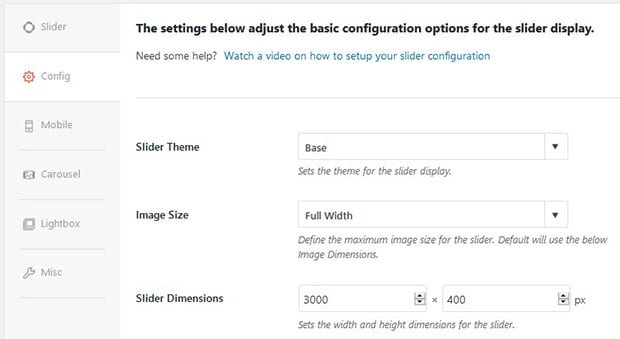 Slider
Config
Mobile
Carousel
Lightbox
Misc
The settings below adjust the basic configuration options for the slider display.
Need some help? Watch a video on how to setup your slider configuration
Slider Theme
Base
Sets the theme for the slider display.
Image Size
Full Width
Define the maximum image size for the slider. Default will use the below
Image Dimensions.
Slider Dimensions
3000 × 400 px
Sets the width and height dimensions for the slider.